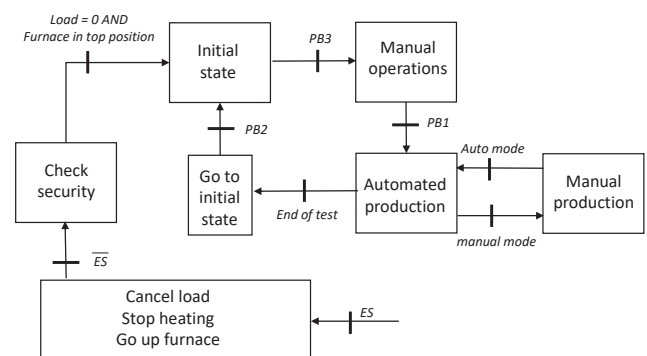 Load = 0 AND
Furnace in top position
Initial
state
PB3
Manual
operations
PB2
PB1
Check
security
Go to
initial
state
End of test
Automated
production
Auto mode
manual mode
Manual
production
E̅S̅
Cancel load
Stop heating
Go up furnace
ES